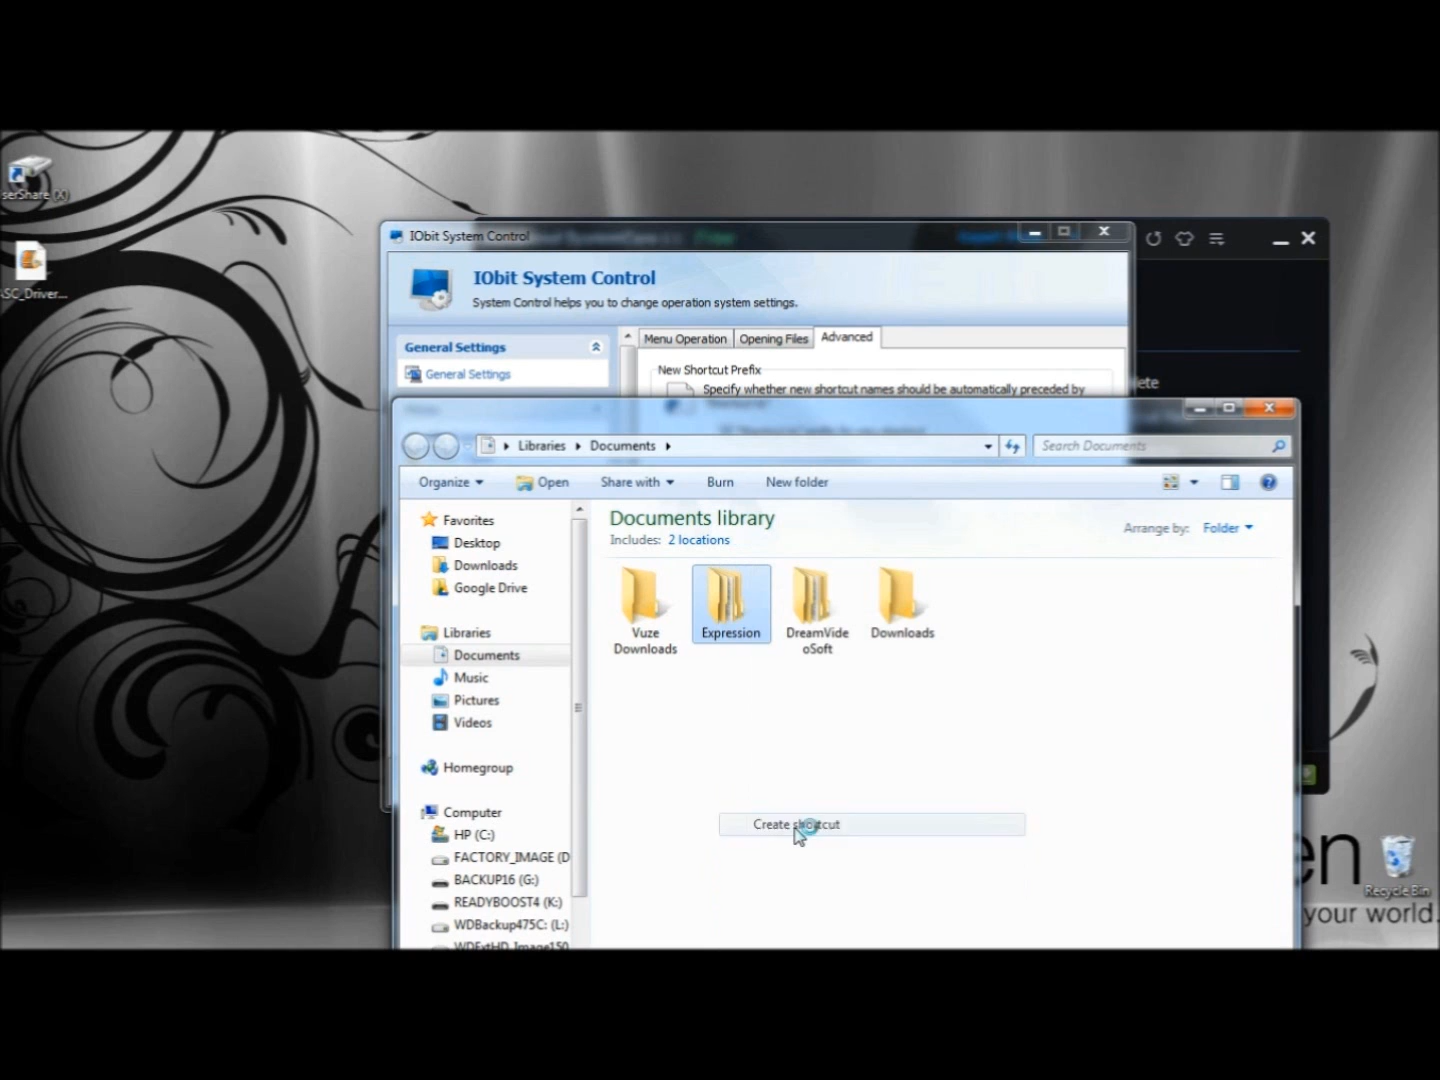 serShare (X)
ASC_Driver...
IObit System Control
IObit System Control
System Control helps you to change operation system settings.
General Settings
General Settings
Menu Operation
Opening Files
Advanced
New Shortcut Prefix
Specify whether new shortcut names should be automatically preceded by
ete
Libraries
Documents
Search Documents
Organize
Open
Share with
Burn
New folder
Favorites
Desktop
Downloads
Google Drive
Libraries
Documents
Music
Pictures
Videos
Homegroup
Computer
HP (C:)
FACTORY_IMAGE (D
BACKUP16 (G:)
READYBOOST4 (K:)
WDBackup475C: (L:)
WDExtHD_Image150
Documents library
Includes: 2 locations
Arrange by: Folder
Vuze
Downloads
Expression
DreamVide
oSoft
Downloads
Create shortcut
en
your world.
Recycle Bin